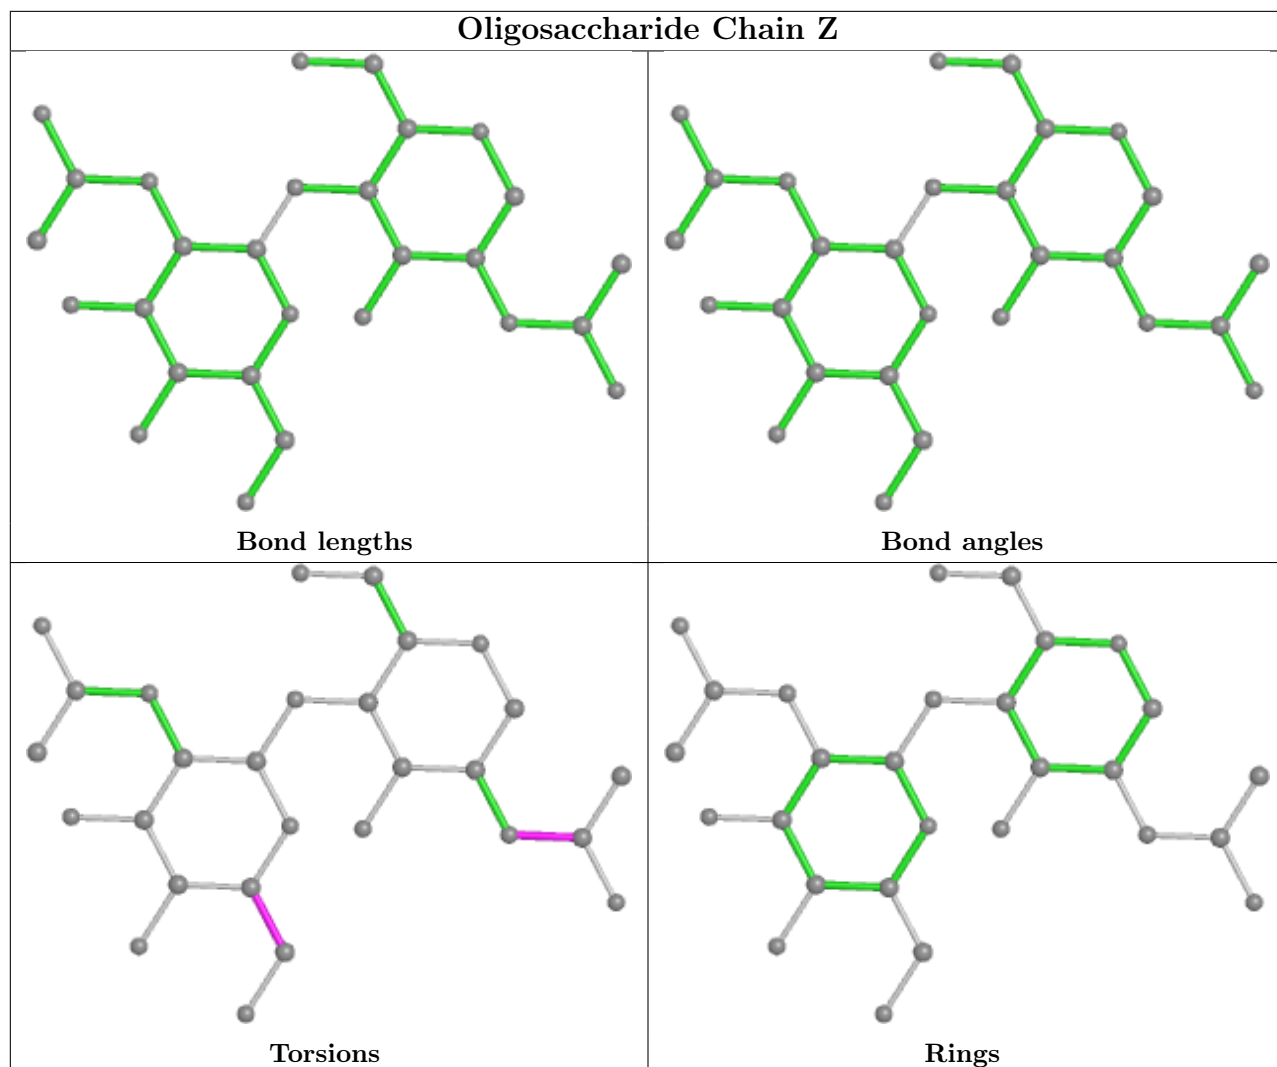 Oligosaccharide Chain Z
Bond lengths
Bond angles
Torsions
Rings